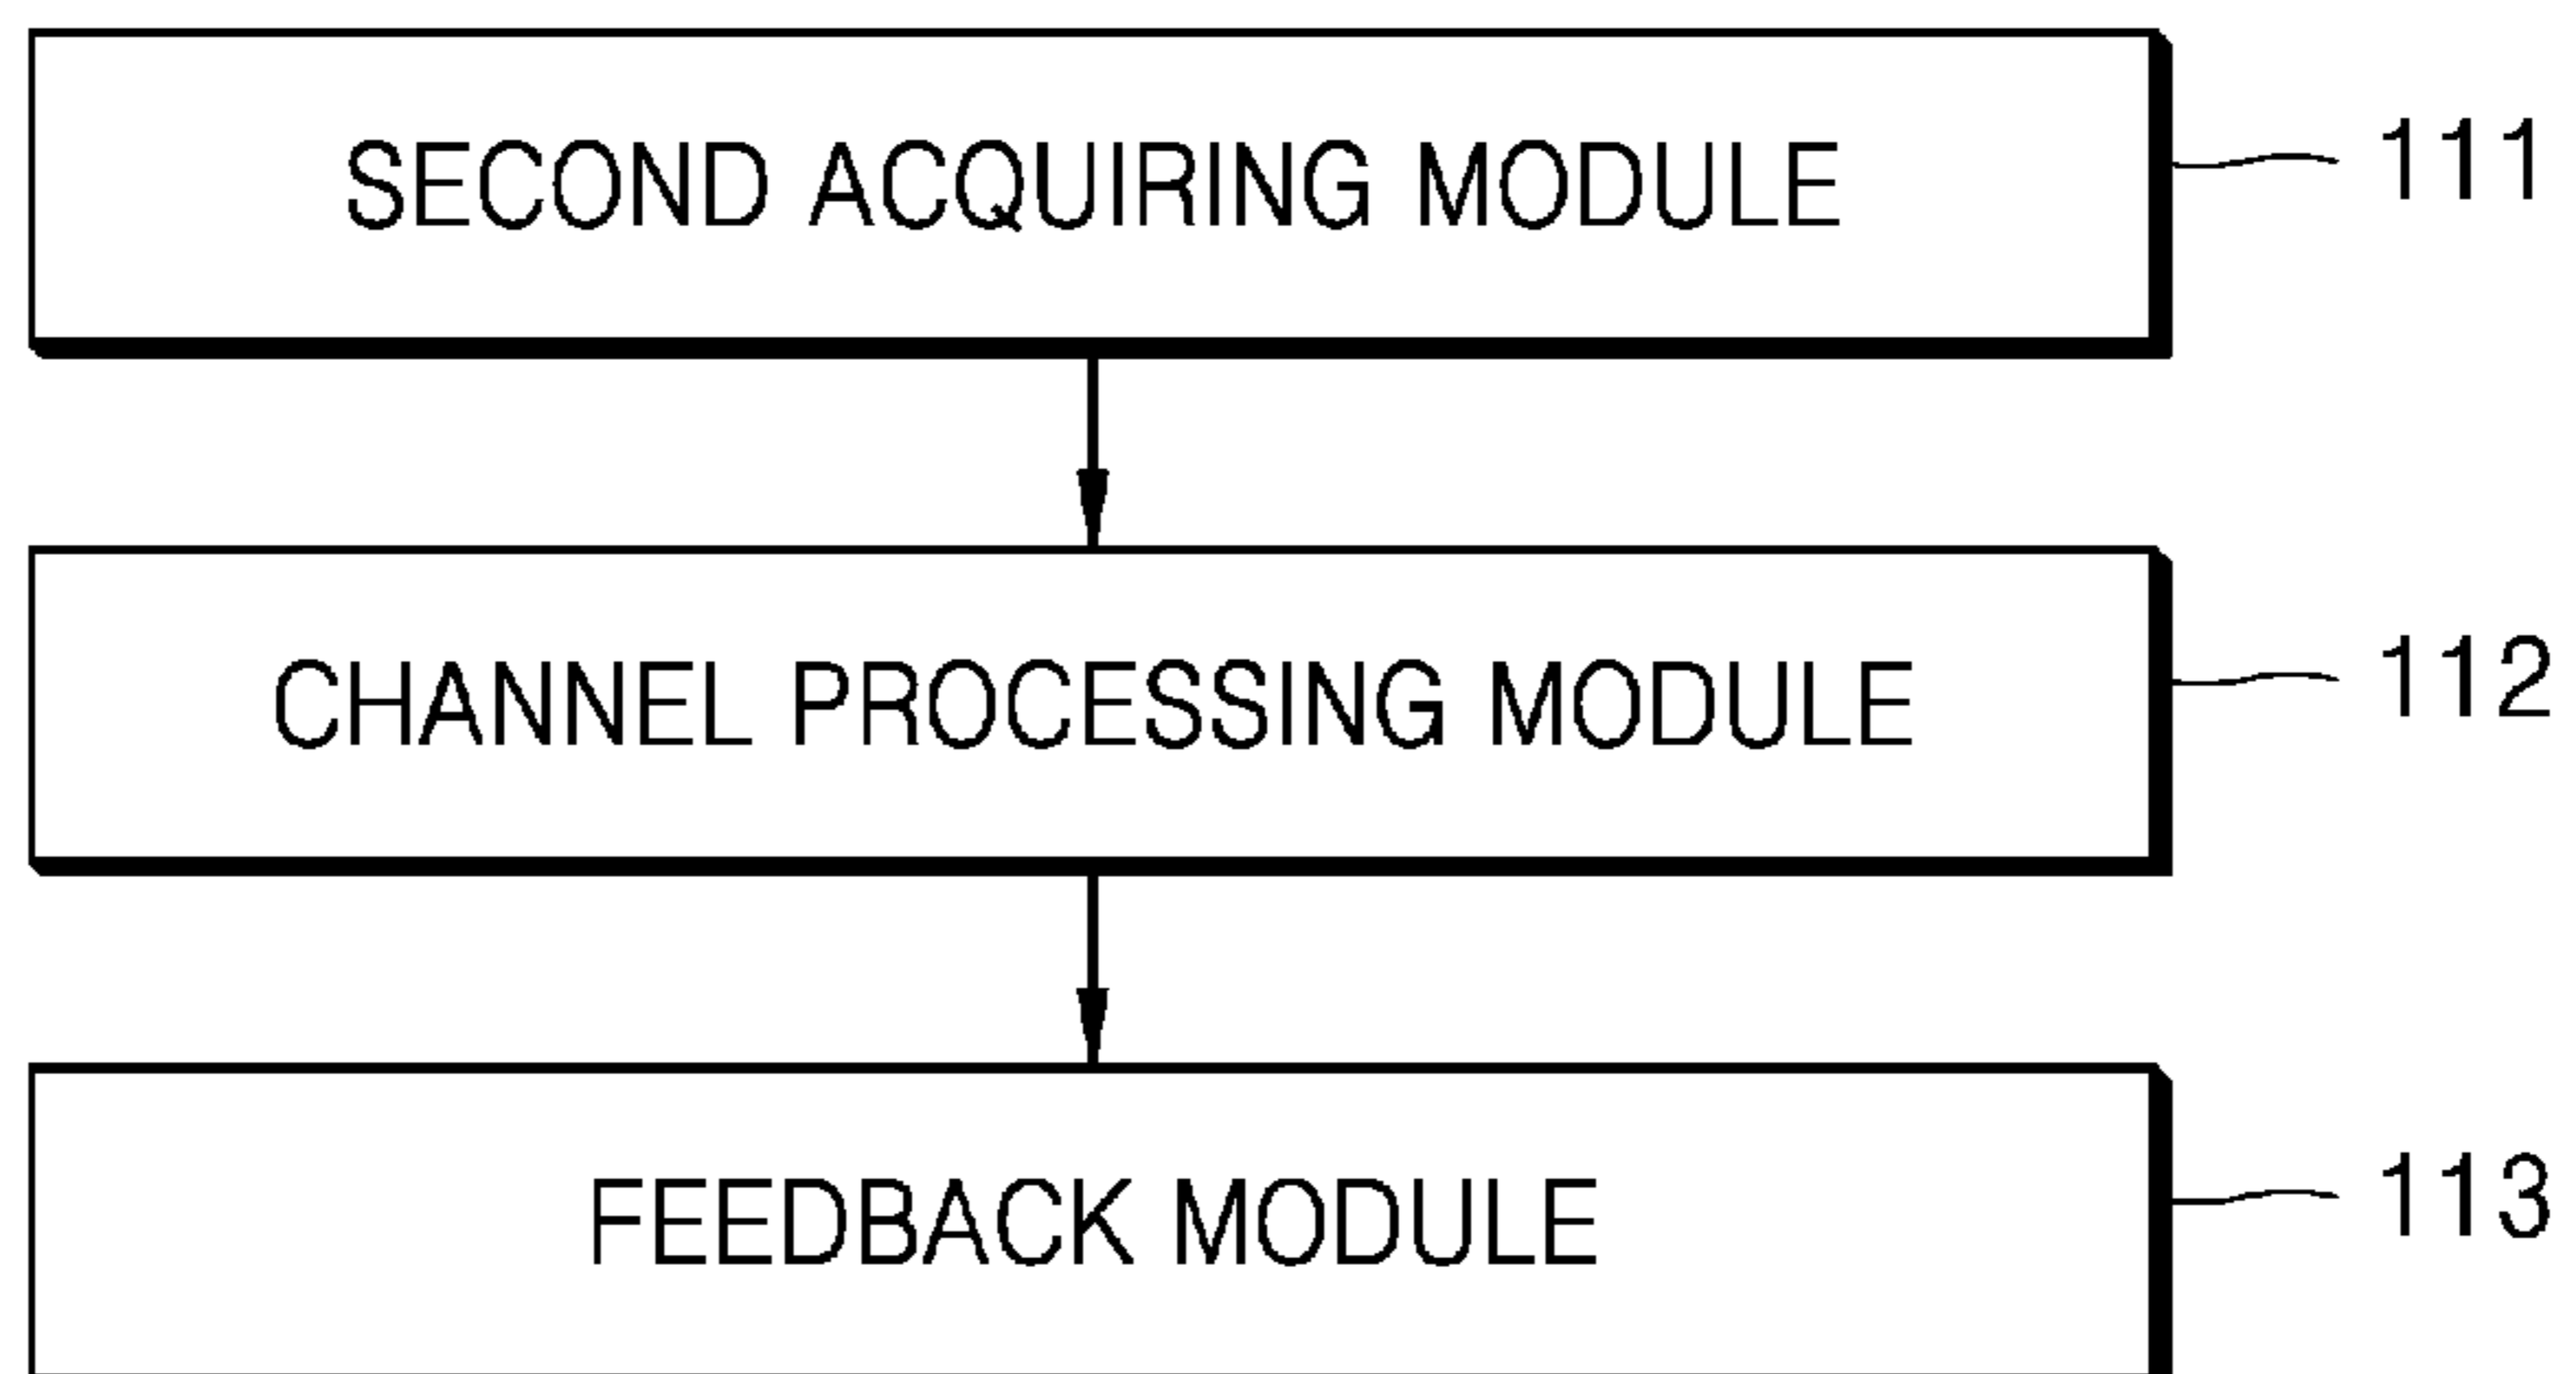 SECOND ACQUIRING MODULE 111
CHANNEL PROCESSING MODULE 112
FEEDBACK MODULE 113